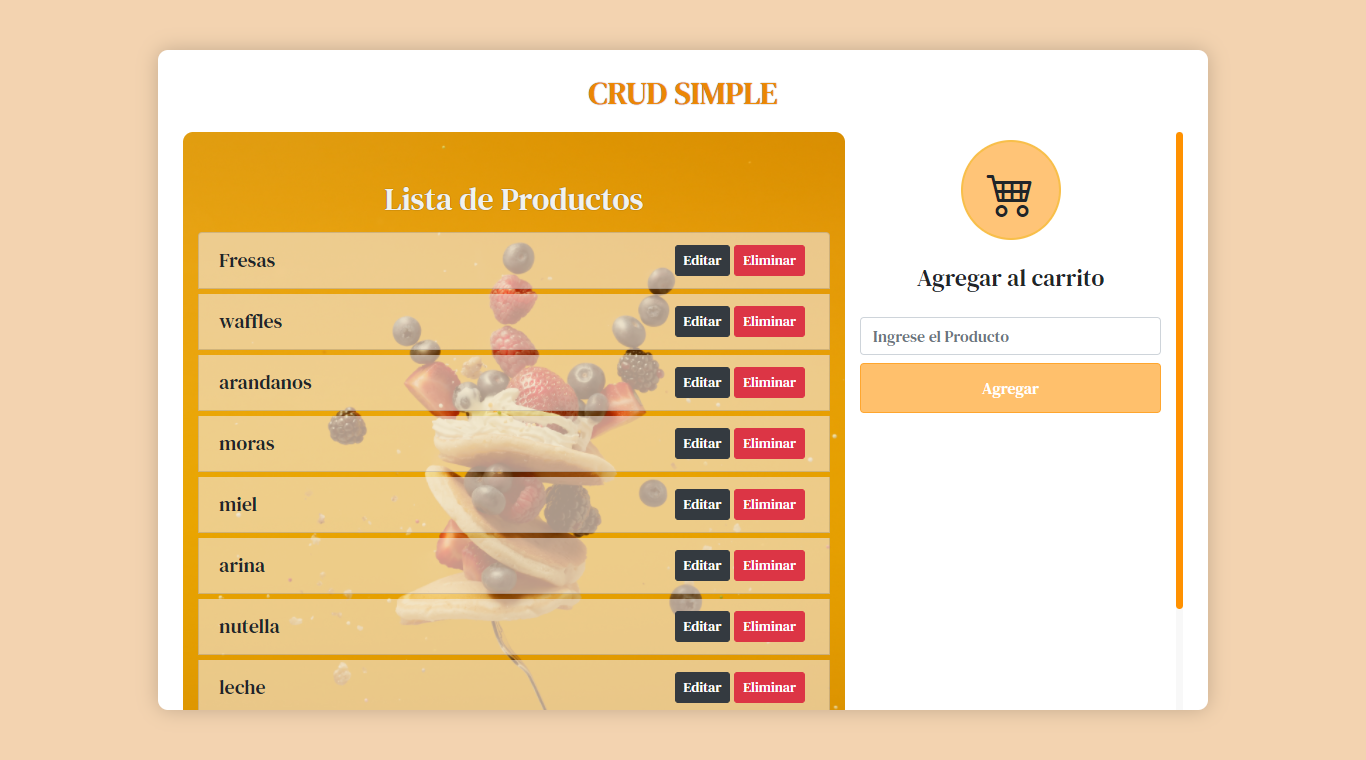 CRUD SIMPLE
Lista de Productos
Fresas Editar Eliminar
waffles Editar Eliminar
arandanos Editar Eliminar
moras Editar Eliminar
miel Editar Eliminar
arina Editar Eliminar
nutella Editar Eliminar
leche Editar Eliminar
Agregar al carrito
Ingrese el Producto
Agregar